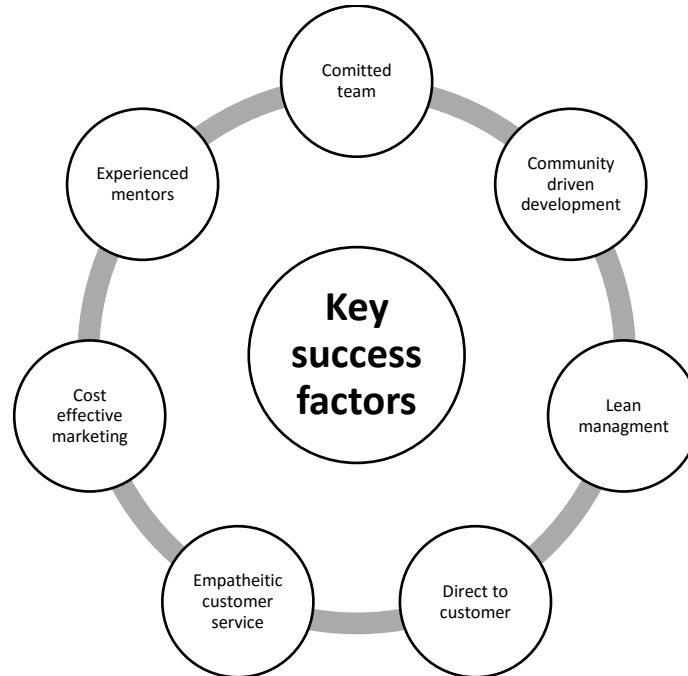 Comitted
team
Community
driven
development
Lean
managment
Direct to
customer
Empatheitic
customer
service
Cost
effective
marketing
Experienced
mentors
Key
success
factors